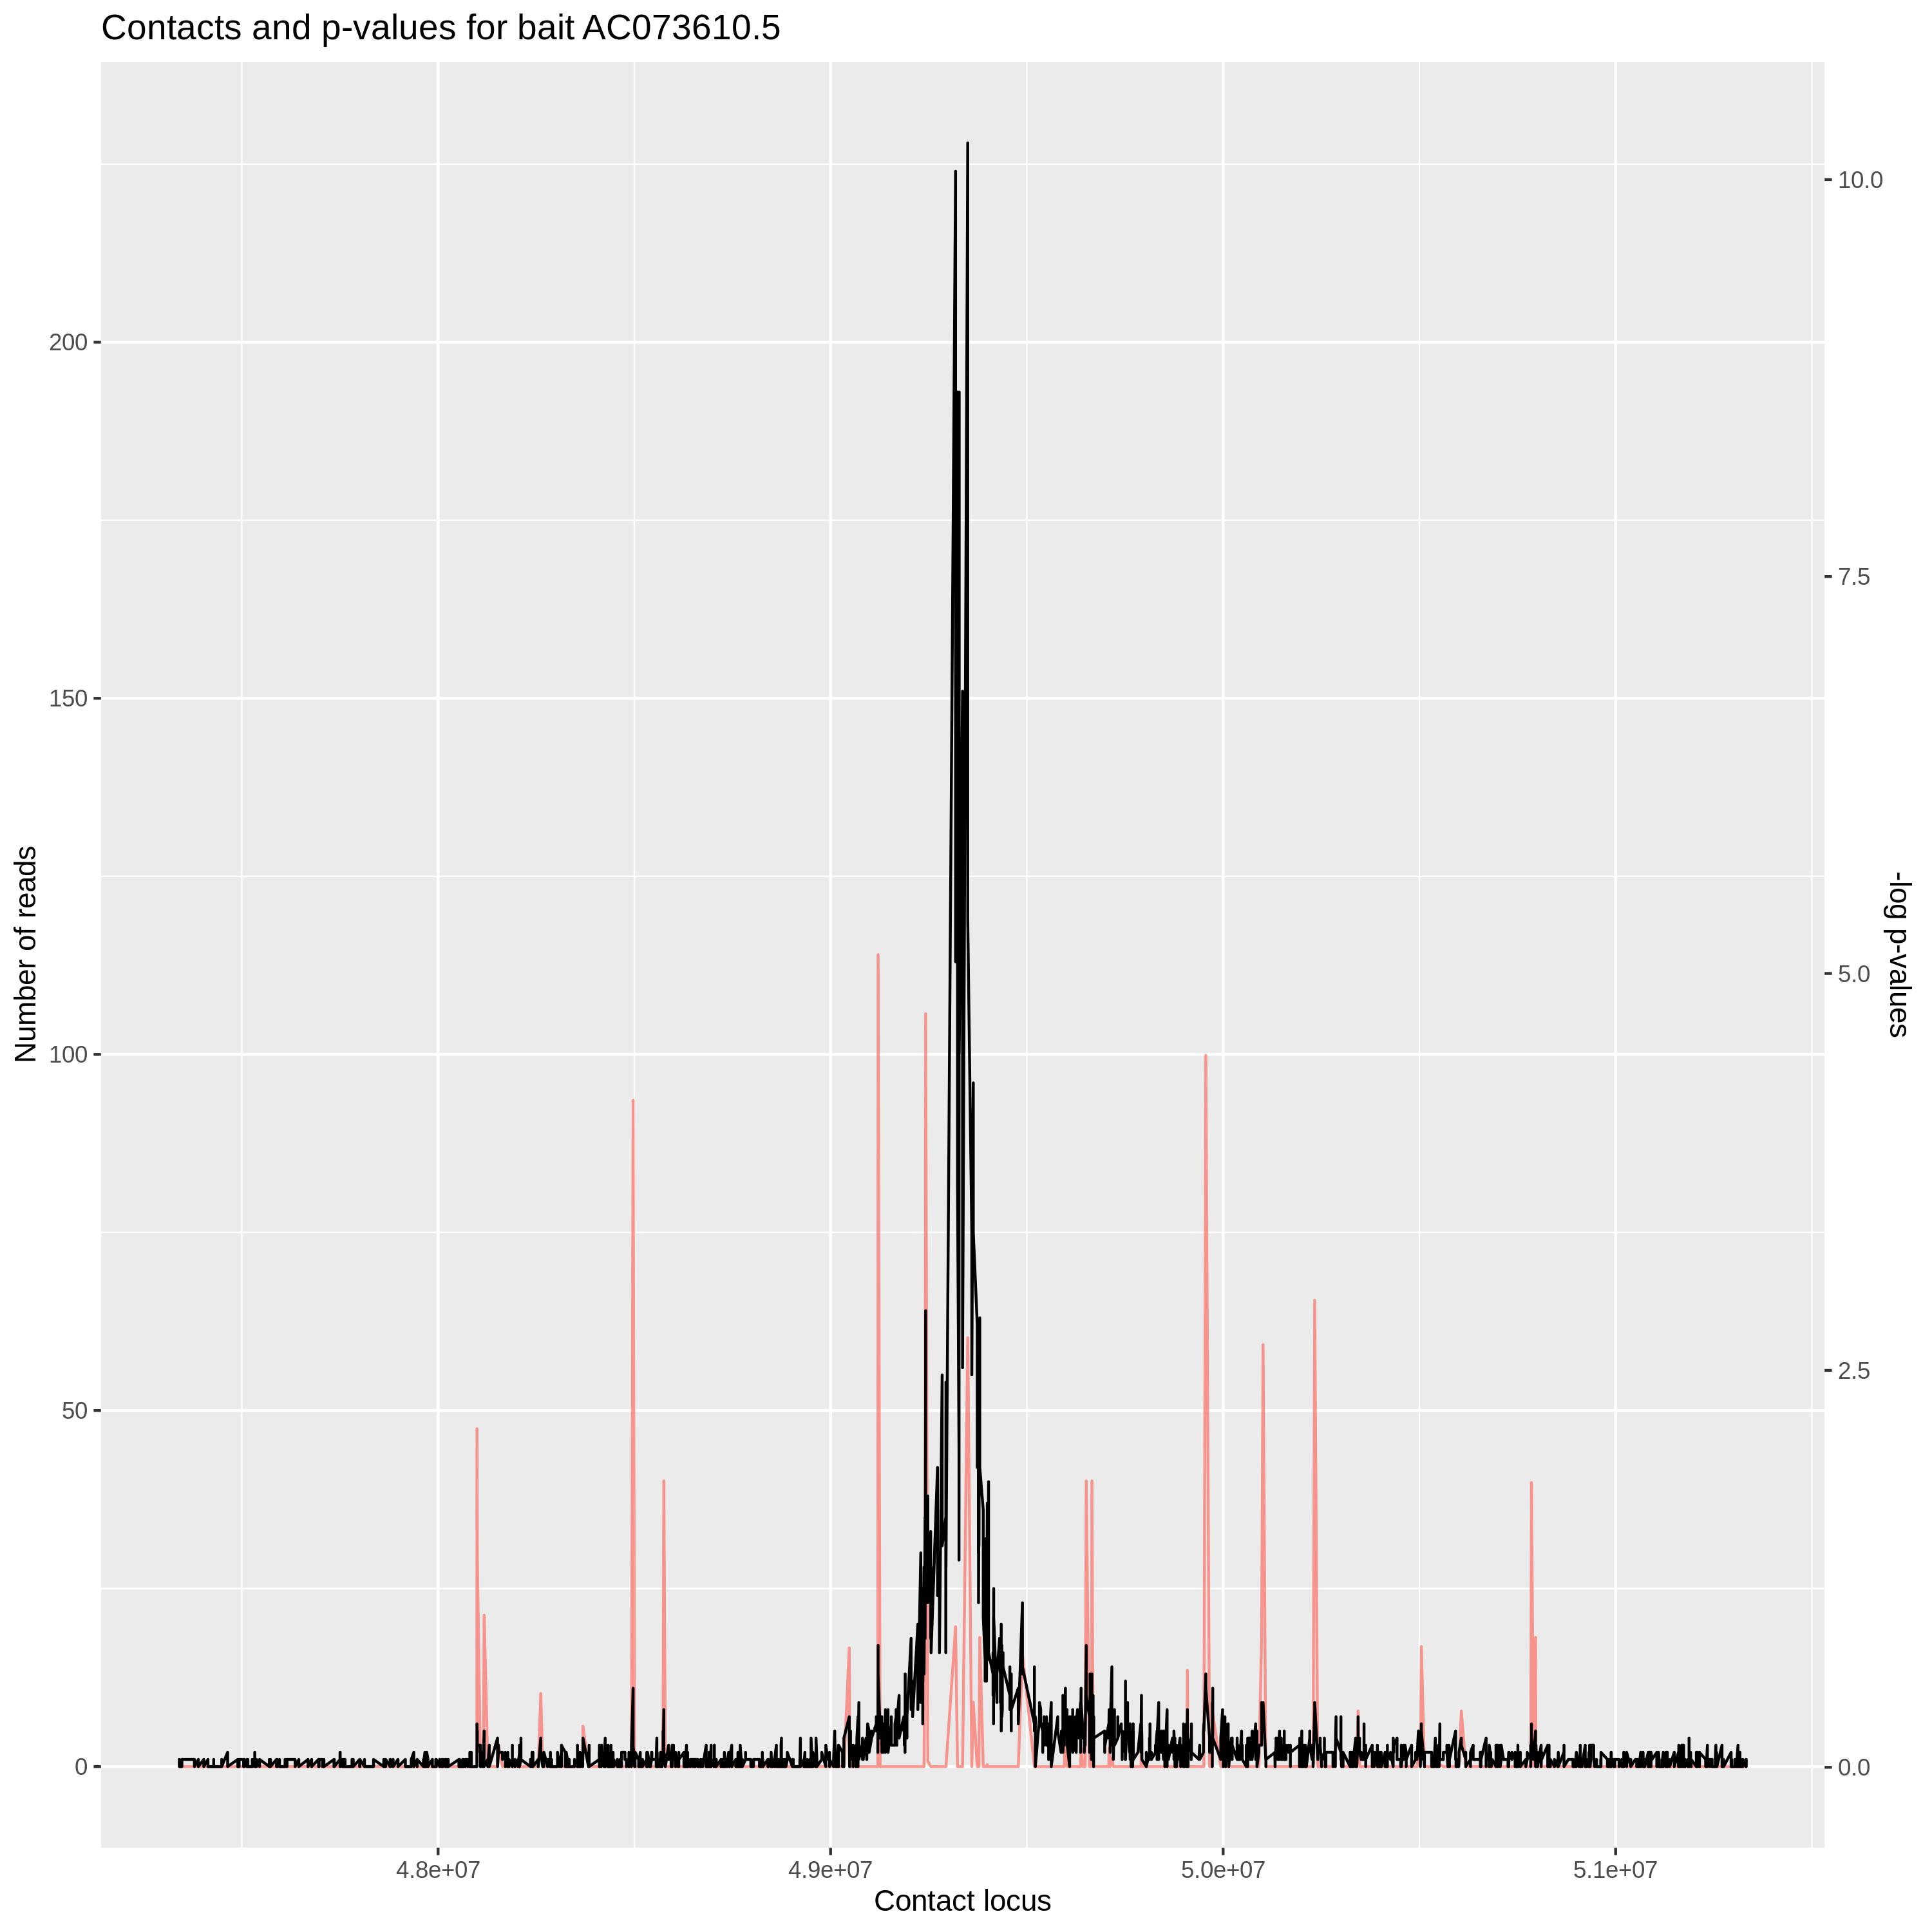 Contacts and p-values for bait AC073610.5
Number of reads
200
150
100
50
0
10.0
7.5
5.0
2.5
0.0
-log p-values
4.8e+07
4.9e+07
5.0e+07
5.1e+07
Contact locus